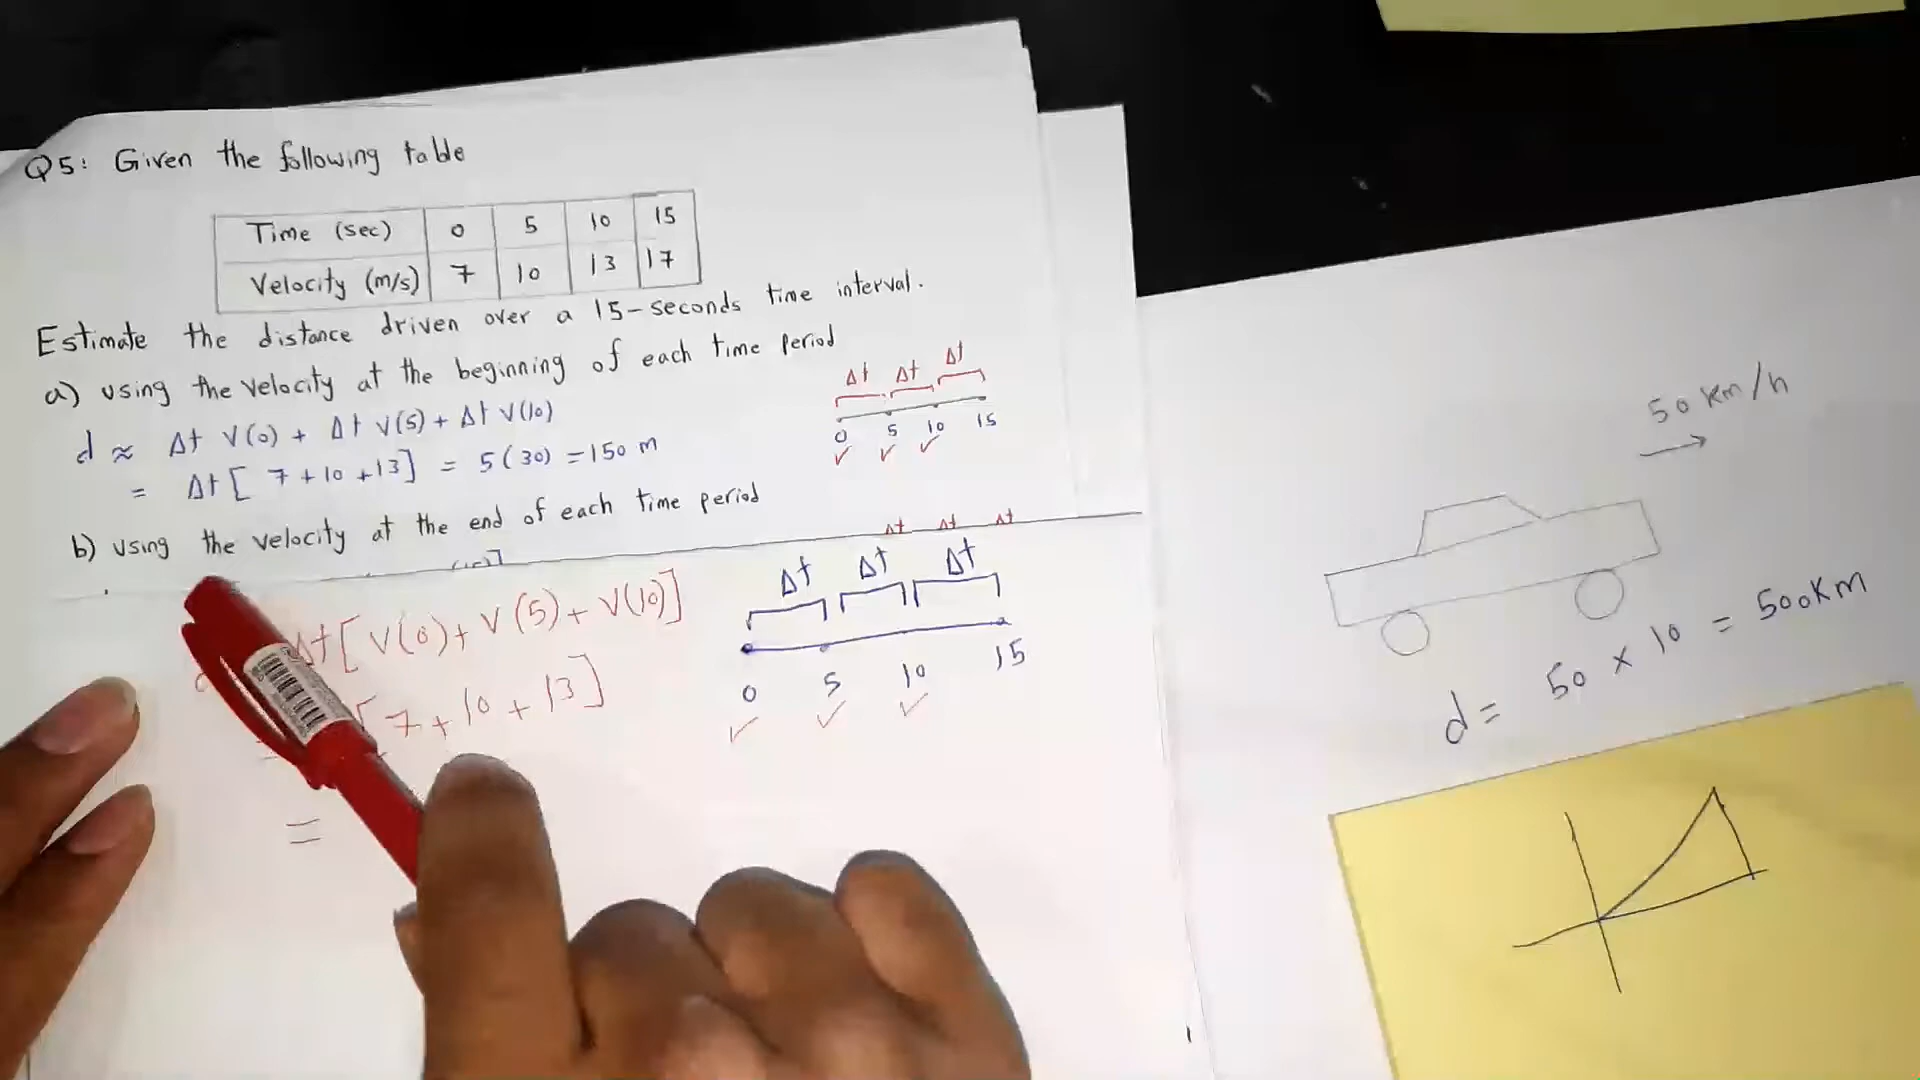 Q5: Given the following table
Time (sec) 0 5 10 15
Velocity (m/s) 7 10 13 17
Estimate the distance driven over a 15-seconds time interval.
a) using the velocity at the beginning of each time period
d ≈ Δt V(0) + Δt V(5) + Δt V(10)
= Δt [ 7 + 10 + 13 ] = 5(30) = 150 m
Δt Δt Δt
0 5 10 15
b) using the velocity at the end of each time period
Δt Δt Δt
Δt [ V(0) + V(5) + V(10) ]
[ 7 + 10 + 13 ]
=
Δt Δt Δt
0 5 10 15
50 km/h
d = 50 × 10 = 500Km